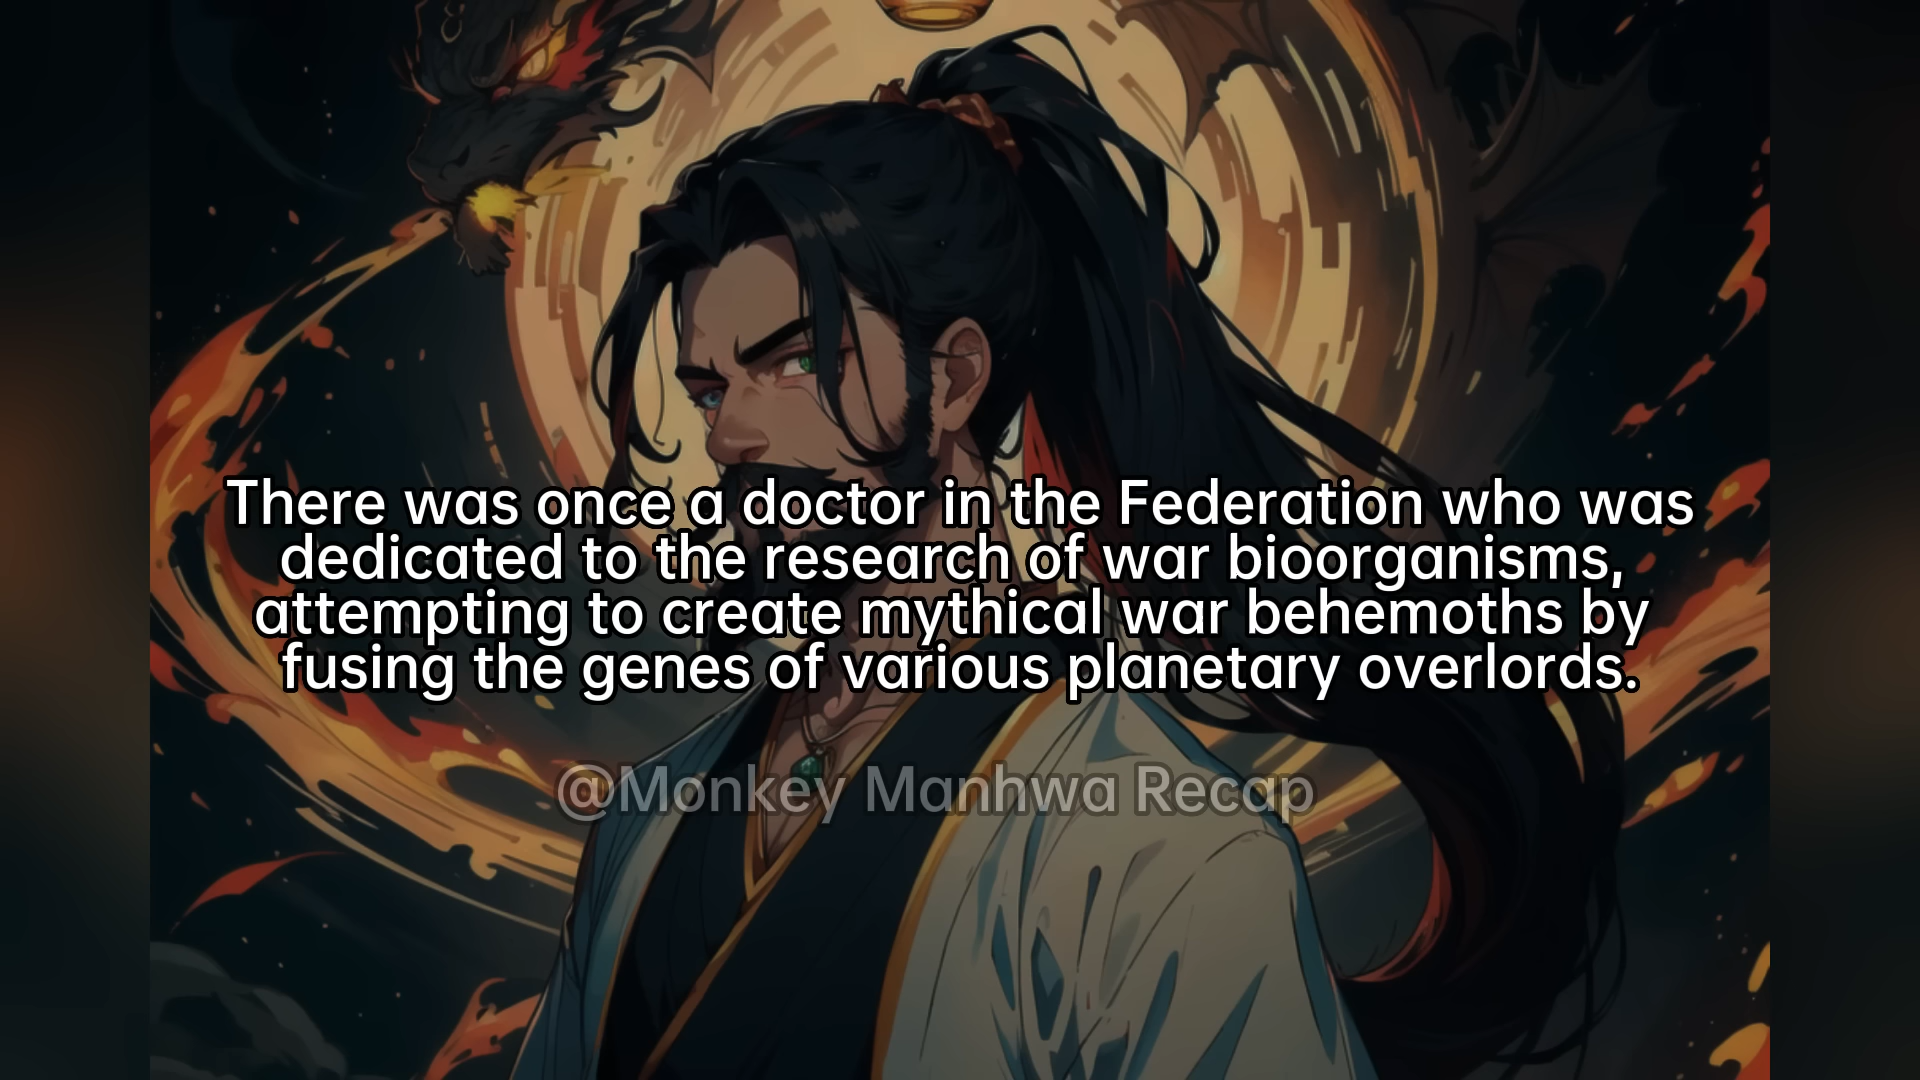 There was once a doctor in the Federation who was
dedicated to the research of war bioorganisms,
attempting to create mythical war behemoths by
fusing the genes of various planetary overlords.
@Monkey Manhwa Recap